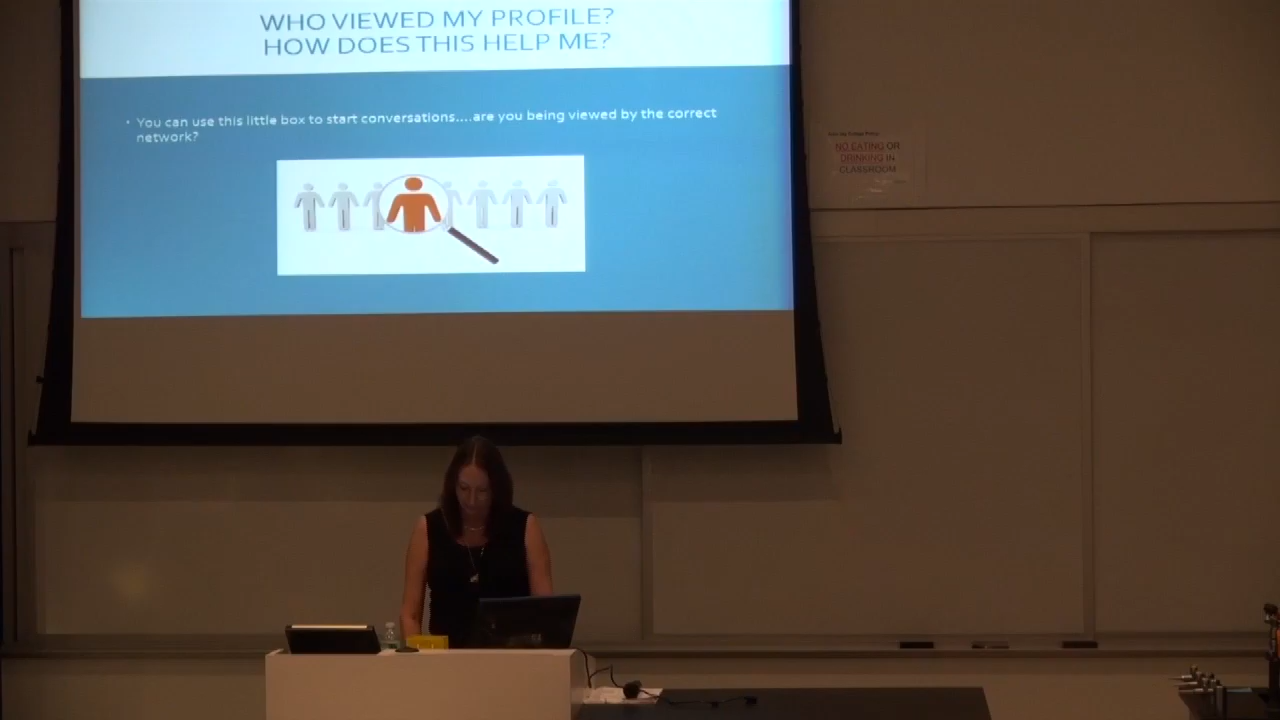 WHO VIEWED MY PROFILE?
HOW DOES THIS HELP ME?
• You can use this little box to start conversations....are you being viewed by the correct
network?
NO EATING OR
DRINKING IN
CLASSROOM